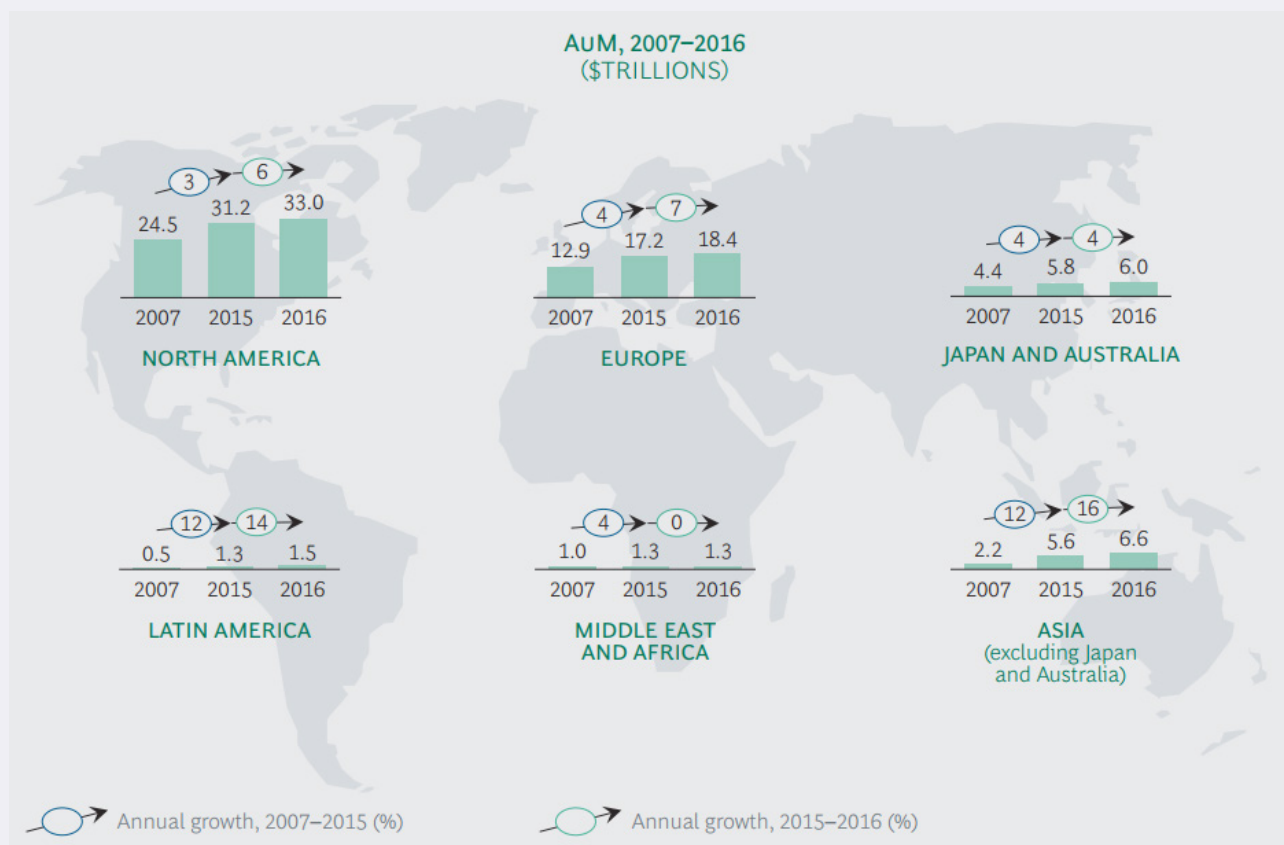 AUM, 2007–2016
($TRILLIONS)
3 6
24.5 31.2 33.0
2007 2015 2016
NORTH AMERICA
4 7
12.9 17.2 18.4
2007 2015 2016
EUROPE
4 4
4.4 5.8 6.0
2007 2015 2016
JAPAN AND AUSTRALIA
12 14
0.5 1.3 1.5
2007 2015 2016
LATIN AMERICA
4 0
1.0 1.3 1.3
2007 2015 2016
MIDDLE EAST
AND AFRICA
12 16
2.2 5.6 6.6
2007 2015 2016
ASIA
(excluding Japan
and Australia)
Annual growth, 2007–2015 (%)
Annual growth, 2015–2016 (%)